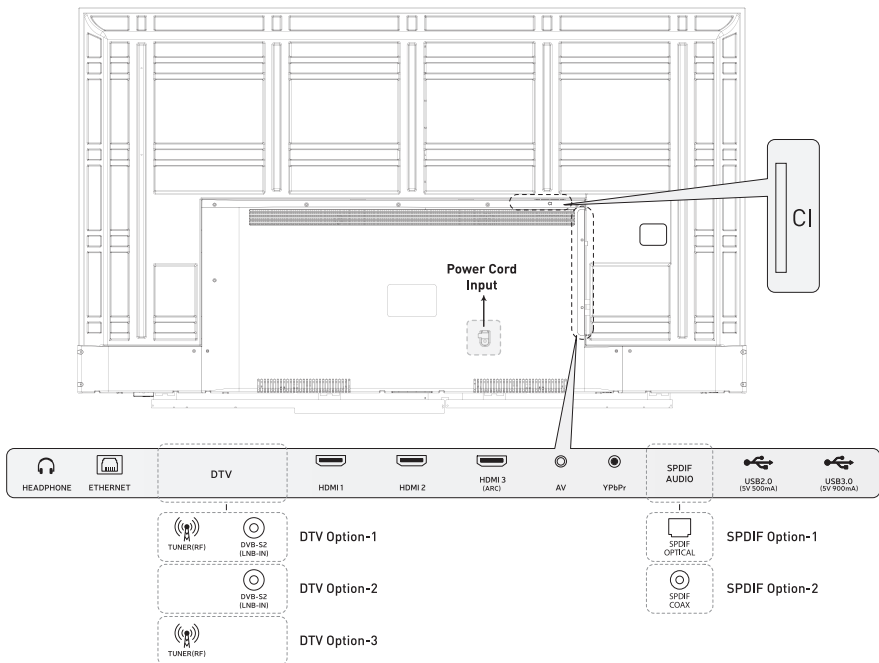 CI
Power Cord
Input
HEADPHONE
ETHERNET
DTV
HDMI 1
HDMI 2
HDMI 3
(ARC)
AV
YPbPr
SPDIF
AUDIO
USB2.0
(5V 500mA)
USB3.0
(5V 900mA)
TUNER(RF)
DVB-S2
(LNB-IN)
DTV Option-1
SPDIF
OPTICAL
SPDIF Option-1
DVB-S2
(LNB-IN)
DTV Option-2
SPDIF
COAX
SPDIF Option-2
TUNER(RF)
DTV Option-3